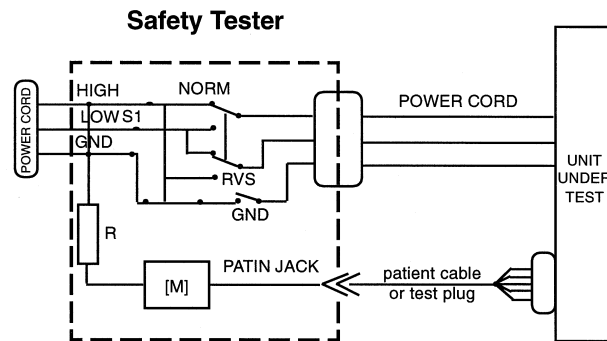 Safety Tester
HIGH
NORM
LOW S1
GND
POWER CORD
POWER CORD
RVS
GND
UNIT
UNDER
TEST
R
[M]
PATIN JACK
patient cable
or test plug